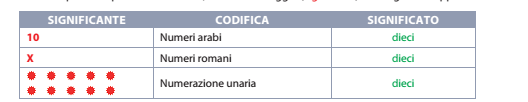 SIGNIFICANTE CODIFICA SIGNIFICATO
10 Numeri arabi dieci
X Numeri romani dieci
Numerazione unaria dieci